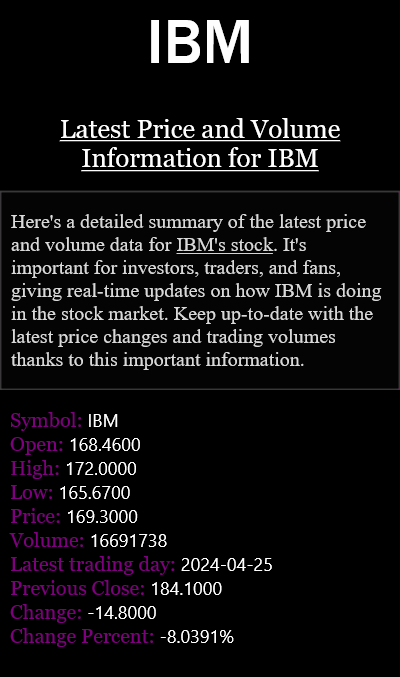 IBM
Latest Price and Volume
Information for IBM
Here's a detailed summary of the latest price
and volume data for IBM's stock. It's
important for investors, traders, and fans,
giving real-time updates on how IBM is doing
in the stock market. Keep up-to-date with the
latest price changes and trading volumes
thanks to this important information.
Symbol: IBM
Open: 168.4600
High: 172.0000
Low: 165.6700
Price: 169.3000
Volume: 16691738
Latest trading day: 2024-04-25
Previous Close: 184.1000
Change: -14.8000
Change Percent: -8.0391%